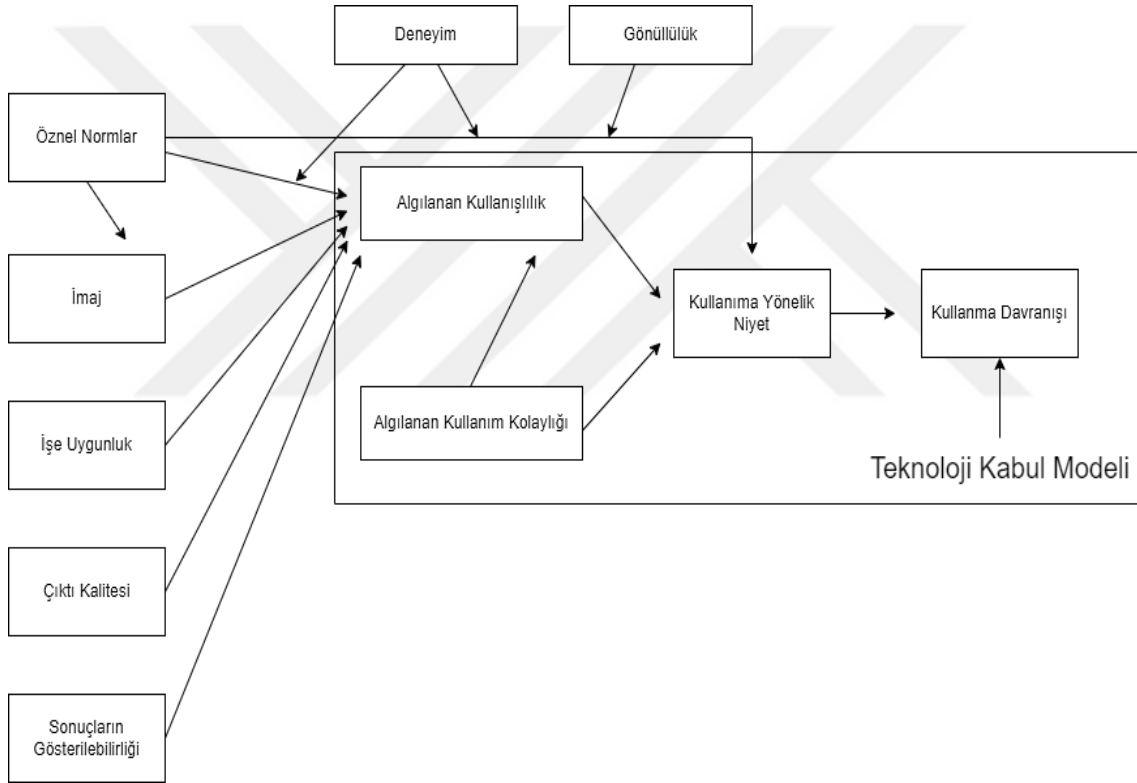 Deneyim
Gönüllülük
Öznel Normlar
Algılanan Kullanışlılık
İmaj
Kullanıma Yönelik
Niyet
Kullanma Davranışı
Algılanan Kullanım Kolaylığı
İşe Uygunluk
Teknoloji Kabul Modeli
Çıktı Kalitesi
Sonuçların
Gösterilebilirliği